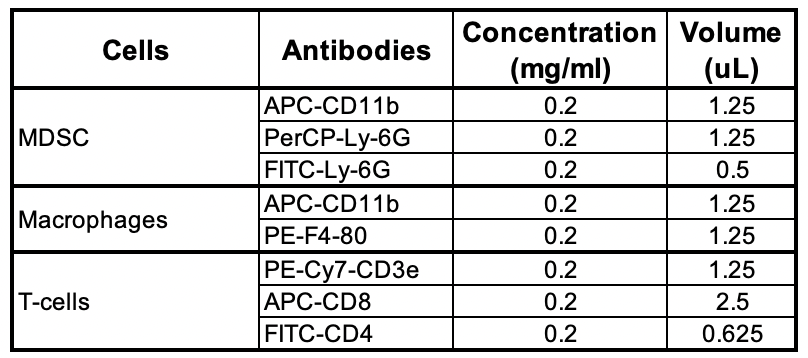 Cells Antibodies Concentration (mg/ml) Volume (uL)
MDSC APC-CD11b 0.2 1.25
PerCP-Ly-6G 0.2 1.25
FITC-Ly-6G 0.2 0.5
Macrophages APC-CD11b 0.2 1.25
PE-F4-80 0.2 1.25
T-cells PE-Cy7-CD3e 0.2 1.25
APC-CD8 0.2 2.5
FITC-CD4 0.2 0.625